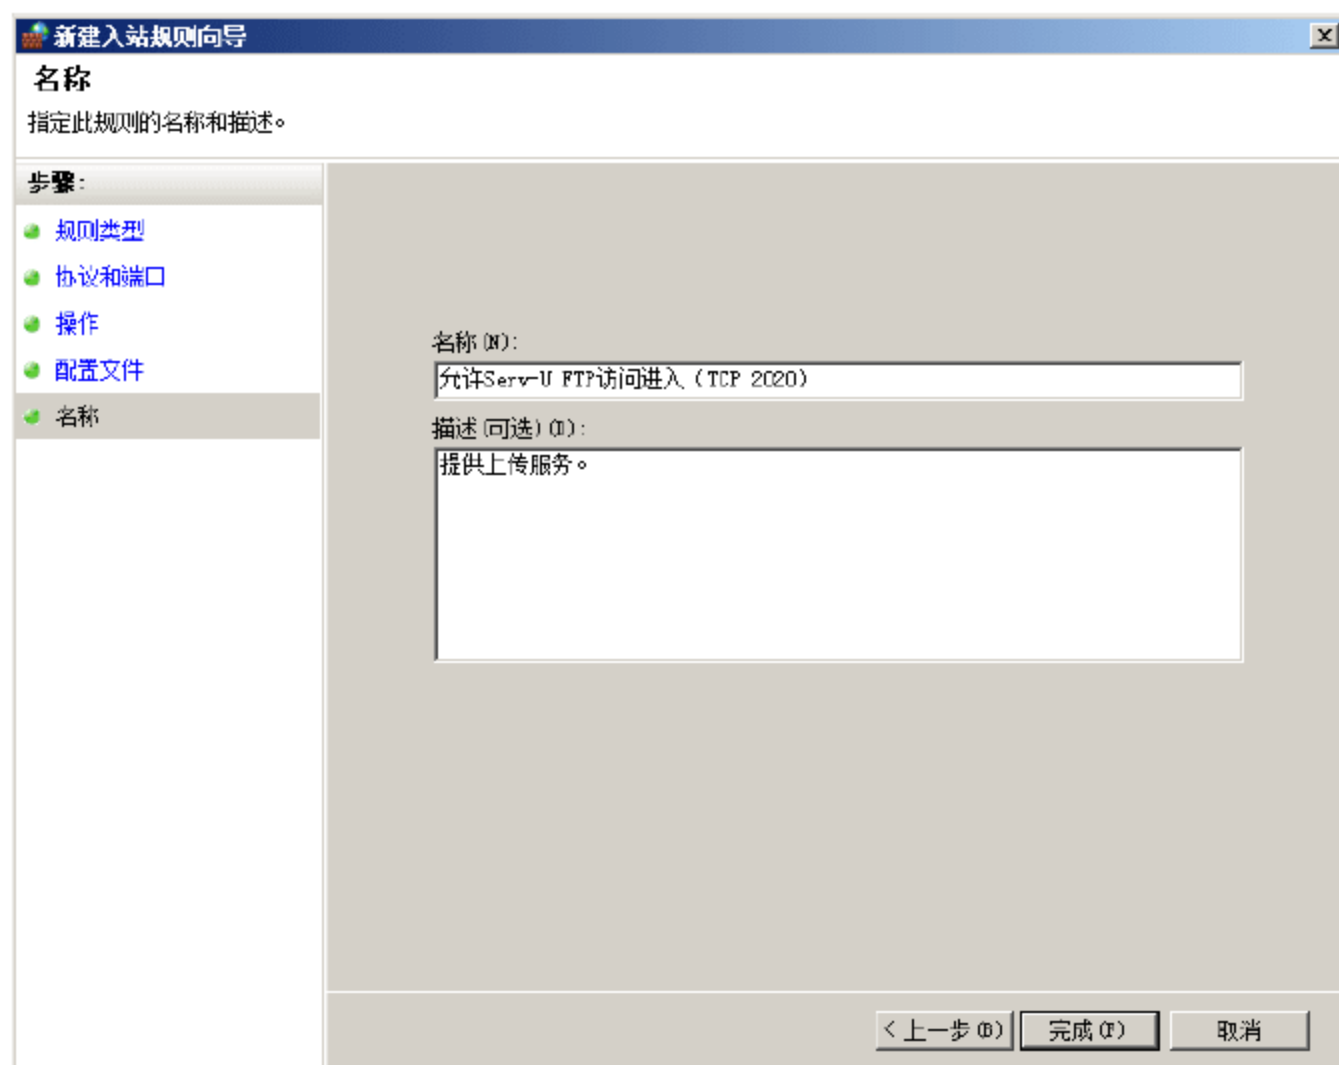 新建入站规则向导
名称
指定此规则的名称和描述。
步骤:
规则类型
协议和端口
操作
配置文件
名称
名称(N):
允许Serv-U FTP访问进入（TCP 2020）
描述(可选)(D):
提供上传服务。
< 上一步(B)
完成(F)
取消